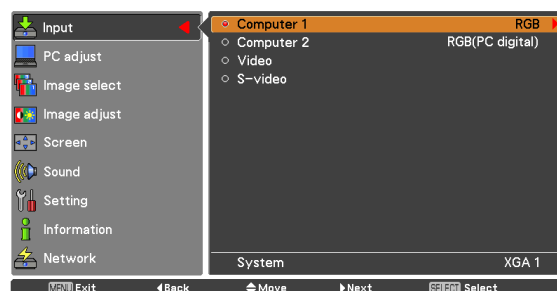 Input
PC adjust
Image select
Image adjust
Screen
Sound
Setting
Information
Network
Computer 1 RGB
Computer 2 RGB(PC digital)
Video
S-video
System XGA 1
MENU Exit Back Move Next SELECT Select